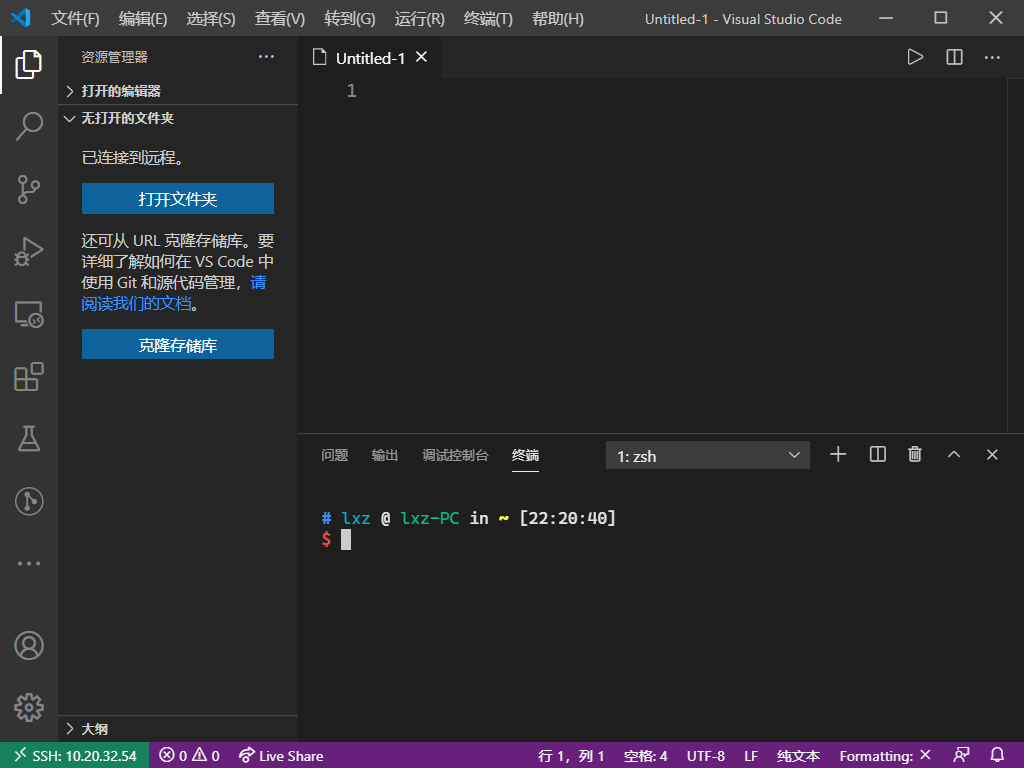 文件(F) 编辑(E) 选择(S) 查看(V) 转到(G) 运行(R) 终端(T) 帮助(H) Untitled-1 - Visual Studio Code
资源管理器
Untitled-1
打开的编辑器
1
无打开的文件夹
已连接到远程。
打开文件夹
还可从 URL 克隆存储库。要
详细了解如何在 VS Code 中
使用 Git 和源代码管理，请
阅读我们的文档。
克隆存储库
问题 输出 调试控制台 终端 1: zsh
# lxz @ lxz-PC in ~ [22:20:40]
$
大纲
SSH: 10.20.32.54 0 0 Live Share 行 1，列 1 空格: 4 UTF-8 LF 纯文本 Formatting: ×